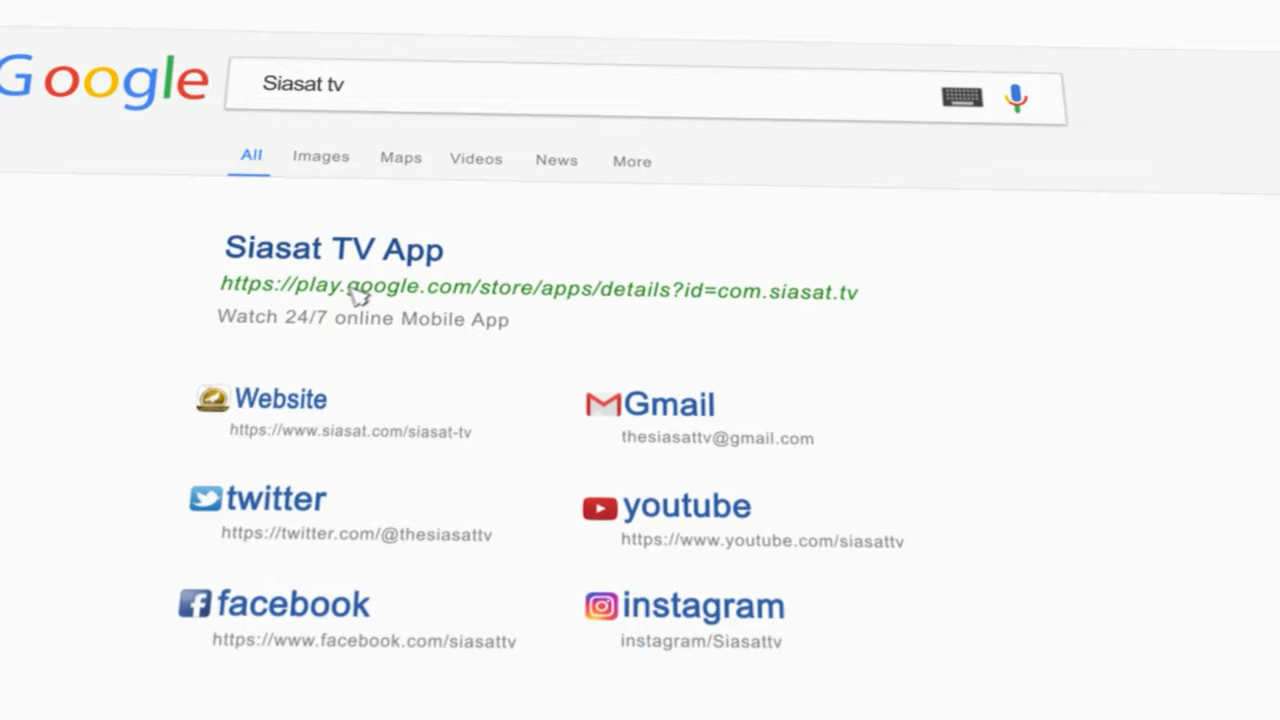 Google
Siasat tv
All Images Maps Videos News More
Siasat TV App
https://play.google.com/store/apps/details?id=com.siasat.tv
Watch 24/7 online Mobile App
Website
https://www.siasat.com/siasat-tv
Gmail
thesiasattv@gmail.com
twitter
https://twitter.com/@thesiasattv
youtube
https://www.youtube.com/siasattv
facebook
https://www.facebook.com/siasattv
instagram
instagram/Siasattv